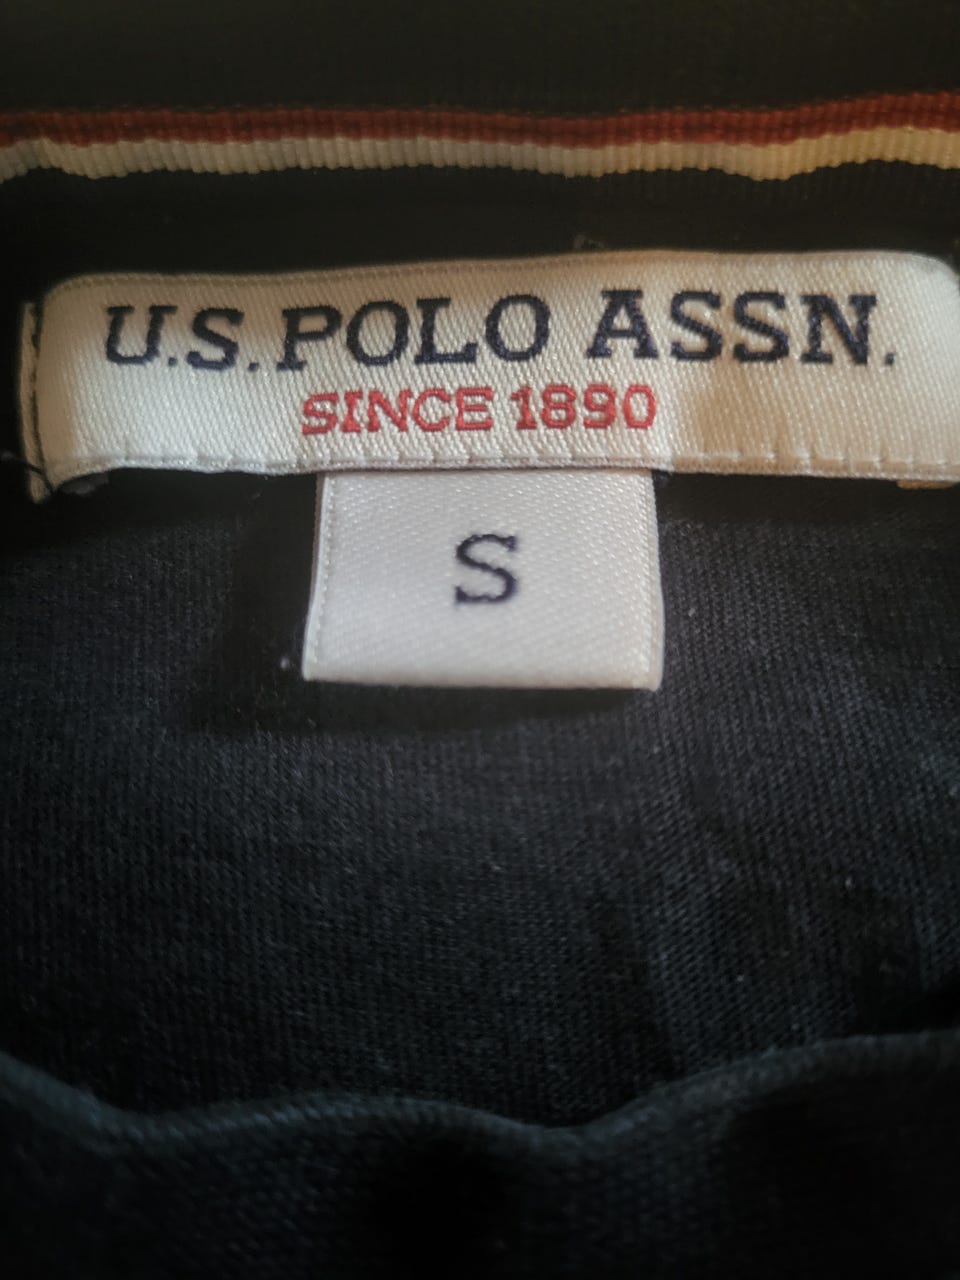 U.S. POLO ASSN.
SINCE 1890
S